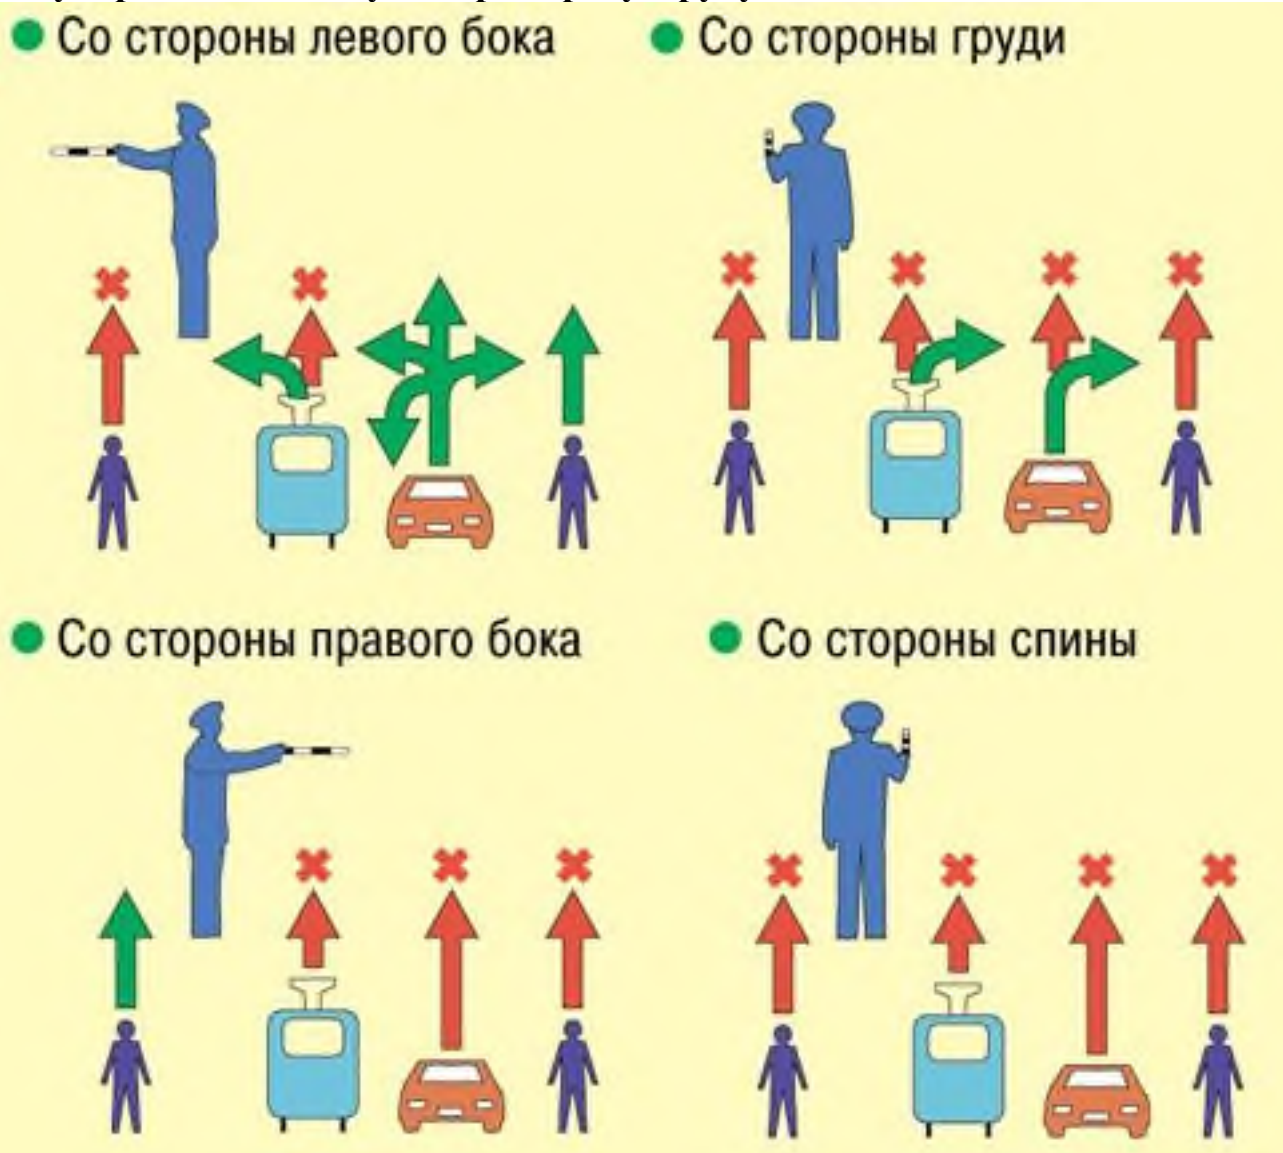 Со стороны левого бока
Со стороны груди
Со стороны правого бока
Со стороны спины